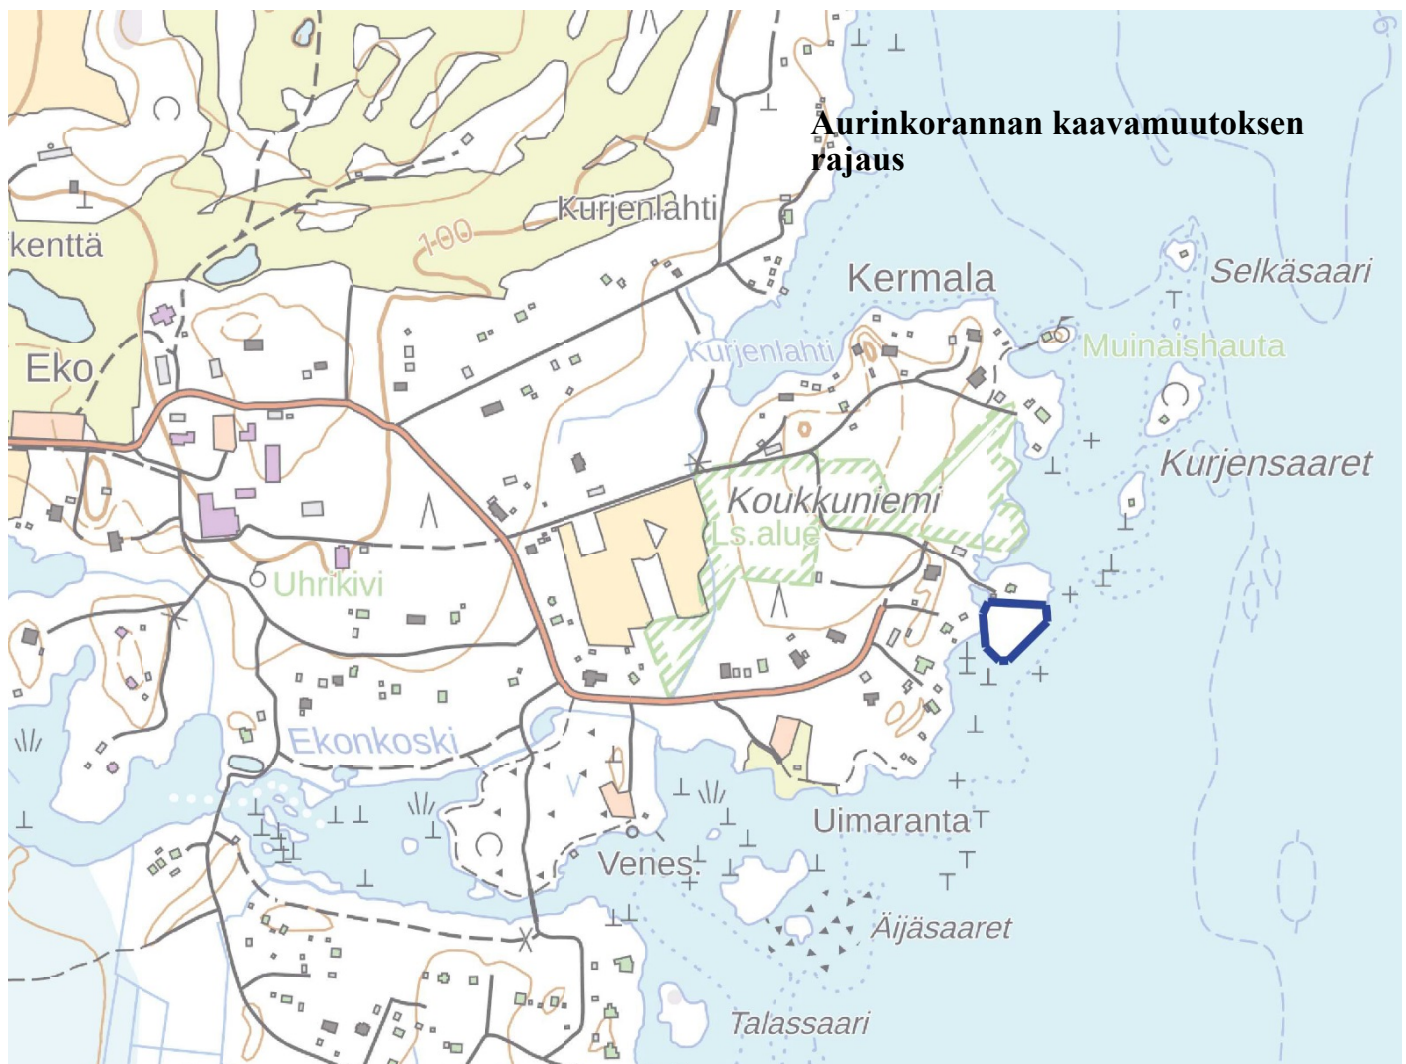 Aurinkorannan kaavamuutoksen
rajaus
Kurjenlahti
100
kenttä
Kermala
Selkäsaari
Kurjenlahti
Muinaishauta
Eko
Kurjensaaret
Koukkuniemi
Ls.alue
Uhrikivi
Ekonkoski
Uimaranta
Venes.
Äijäsaaret
Talassaari